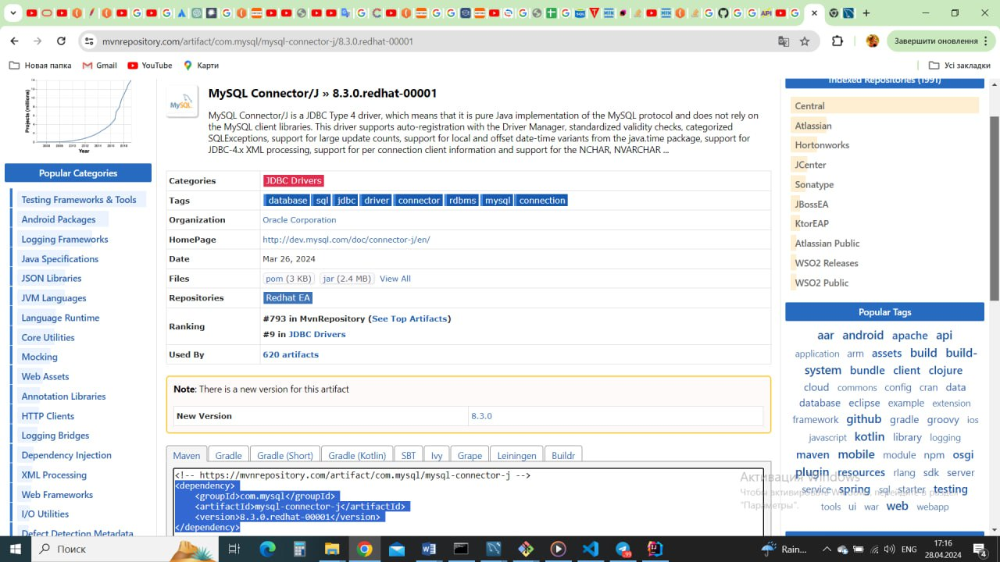 mvnrepository.com/artifact/com.mysql/mysql-connector-j/8.3.0.redhat-00001
Завершити оновлення
Новая папка
Gmail
YouTube
Карти
Усі закладки
Projects (millions)
Year
Popular Categories
Testing Frameworks & Tools
Android Packages
Logging Frameworks
Java Specifications
JSON Libraries
JVM Languages
Language Runtime
Core Utilities
Mocking
Web Assets
Annotation Libraries
HTTP Clients
Logging Bridges
Dependency Injection
XML Processing
Web Frameworks
I/O Utilities
Defect Detection Metadata
MySQL
MySQL Connector/J » 8.3.0.redhat-00001
MySQL Connector/J is a JDBC Type 4 driver, which means that it is pure Java implementation of the MySQL protocol and does not rely on
the MySQL client libraries. This driver supports auto-registration with the Driver Manager, standardized validity checks, categorized
SQLExceptions, support for large update counts, support for local and offset date-time variants from the java.time package, support for
JDBC-4.x XML processing, support for per connection client information and support for the NCHAR, NVARCHAR ...
Categories JDBC Drivers
Tags database sql jdbc driver connector rdbms mysql connection
Organization Oracle Corporation
HomePage http://dev.mysql.com/doc/connector-j/en/
Date Mar 26, 2024
Files pom (3 KB) jar (2.4 MB) View All
Repositories Redhat EA
Ranking #793 in MvnRepository (See Top Artifacts)
#9 in JDBC Drivers
Used By 620 artifacts
Note: There is a new version for this artifact
New Version 8.3.0
Maven Gradle Gradle (Short) Gradle (Kotlin) SBT Ivy Grape Leiningen Buildr
<!-- https://mvnrepository.com/artifact/com.mysql/mysql-connector-j -->
<dependency>
<groupId>com.mysql</groupId>
<artifactId>mysql-connector-j</artifactId>
<version>8.3.0.redhat-00001</version>
</dependency>
Indexed Repositories (1991)
Central
Atlassian
Hortonworks
JCenter
Sonatype
JBossEA
KtorEAP
Atlassian Public
WSO2 Releases
WSO2 Public
Popular Tags
aar android apache api
application arm assets build build-
system bundle client clojure
cloud commons config cran data
database eclipse example extension
framework github gradle groovy ios
javascript kotlin library logging
maven mobile module npm osgi
plugin resources rlang sdk server
service spring sql starter testing
tools ui war web webapp
Активация Windows
Чтобы активировать Windows, перейдите в раздел
"Параметры".
Поиск
Rain...
ENG
17:16
28.04.2024